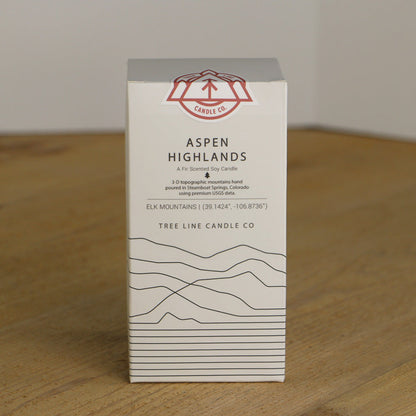 CANDLE CO.
ASPEN
HIGHLANDS
A Fir Scented Soy Candle
3-D topographic mountains hand
poured in Steamboat Springs, Colorado
using premium USGS data.
ELK MOUNTAINS | {39.1424°, -106.8736°}
TREE LINE CANDLE CO